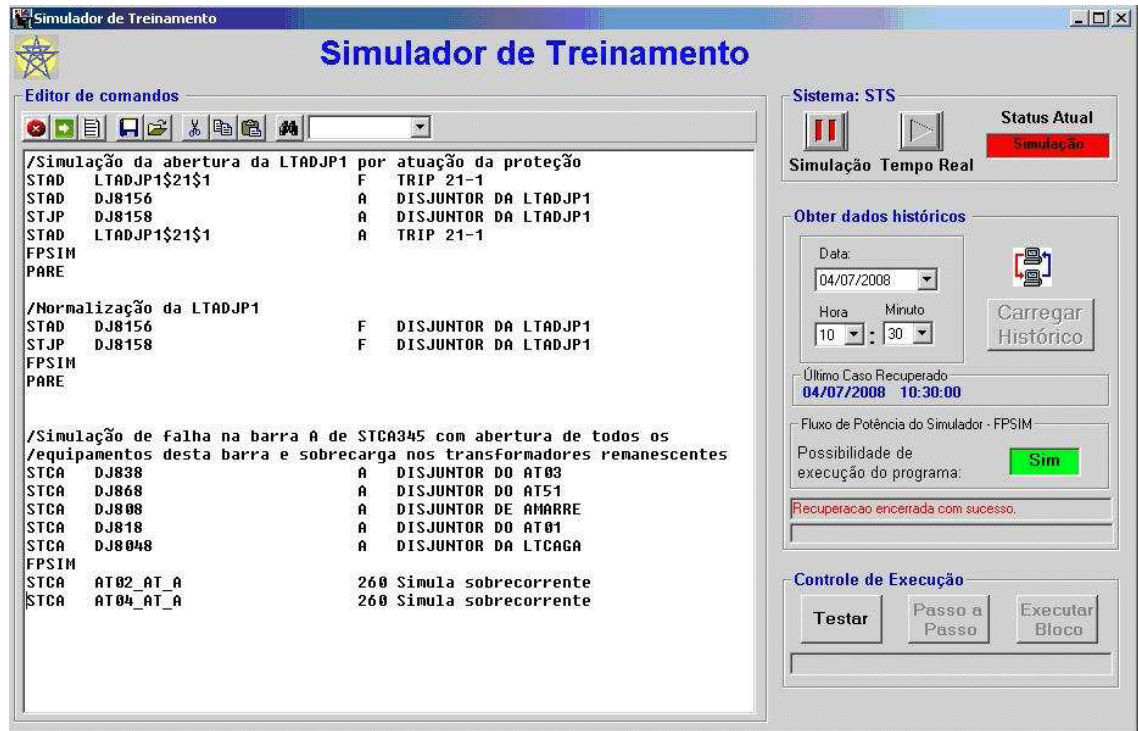 Simulador de Treinamento
Simulador de Treinamento
Editor de comandos
/Simulação da abertura da LTADJP1 por atuação da proteção
STAD LTADJP1$21$1 F TRIP 21-1
STAD DJ8156 A DISJUNTOR DA LTADJP1
STJP DJ8158 A DISJUNTOR DA LTADJP1
STAD LTADJP1$21$1 A TRIP 21-1
FPSIM
PARE
/Normalização da LTADJP1
STAD DJ8156 F DISJUNTOR DA LTADJP1
STJP DJ8158 F DISJUNTOR DA LTADJP1
FPSIM
PARE
/Simulação de falha na barra A de STCA345 com abertura de todos os
/equipamentos desta barra e sobrecarga nos transformadores remanescentes
STCA DJ838 A DISJUNTOR DO AT03
STCA DJ868 A DISJUNTOR DO AT51
STCA DJ808 A DISJUNTOR DE AMARRE
STCA DJ818 A DISJUNTOR DO AT01
STCA DJ8048 A DISJUNTOR DA LTCAGA
FPSIM
STCA AT02_AT_A 260 Simula sobrecorrente
STCA AT04_AT_A 260 Simula sobrecorrente
Sistema: STS
Status Atual
Simulação
Simulação Tempo Real
Obter dados históricos
Data:
04/07/2008
Hora Minuto
10 : 30
Carregar
Histórico
Último Caso Recuperado
04/07/2008 10:30:00
Fluxo de Potência do Simulador - FPSIM
Possibilidade de
execução do programa:
Sim
Recuperacao encerrada com sucesso.
Controle de Execução
Testar
Passo a
Passo
Executar
Bloco